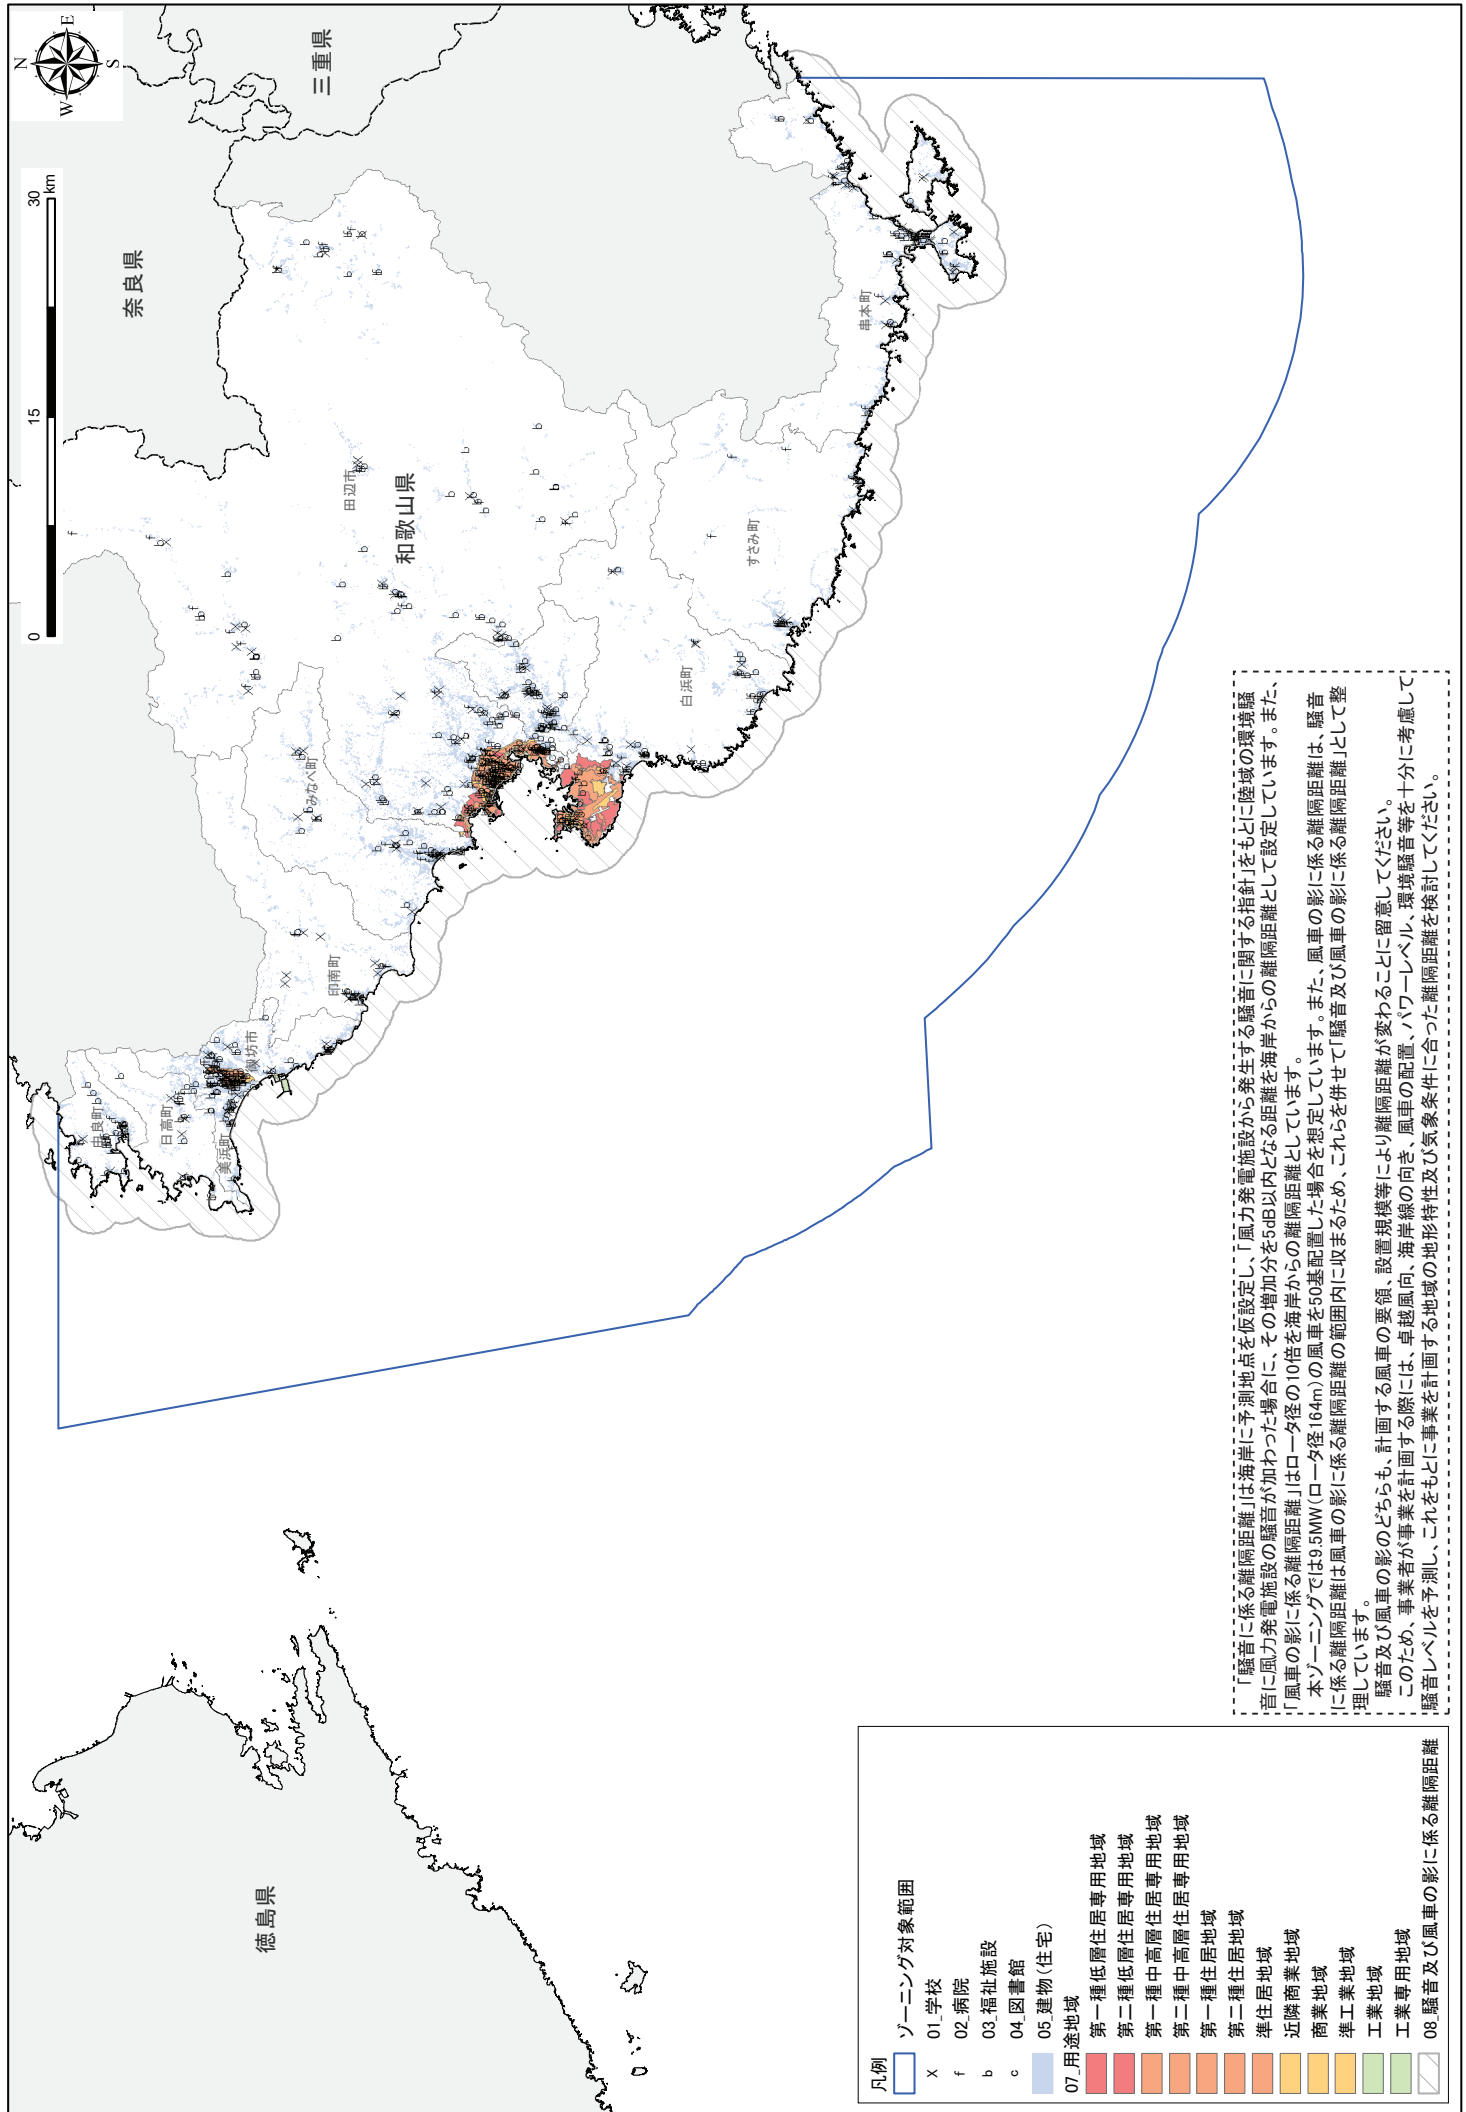 N
W
E
S
0
15
30
km
三重県
奈良県
和歌山県
徳島県
田辺市
みなべ町
印南町
御坊市
由良町
日高町
美浜町
白浜町
すさみ町
串本町
凡例
ゾーニング対象範囲
x 01_学校
f 02_病院
b 03_福祉施設
c 04_図書館
05_建物(住宅)
07_用途地域
第一種低層住居専用地域
第二種低層住居専用地域
第一種中高層住居専用地域
第二種中高層住居専用地域
第一種住居地域
第二種住居地域
準住居地域
近隣商業地域
商業地域
準工業地域
工業地域
工業専用地域
08_騒音及び風車の影に係る離隔距離
「騒音に係る離隔距離」は海岸に予測地点を仮設定し、「風力発電施設から発生する騒音に関する指針」をもとに陸域の環境騒
音に風力発電施設の騒音が加わった場合に、その増加分を5dB以内となる距離を海岸からの離隔距離として設定しています。また、
「風車の影に係る離隔距離」はロータ径の10倍を海岸からの離隔距離としています。
本ゾーニングでは9.5MW(ロータ径164m)の風車を50基配置した場合を想定しています。また、風車の影に係る離隔距離は、騒音
に係る離隔距離は風車の影に係る離隔距離の範囲内に収まるため、これらを併せて「騒音及び風車の影に係る離隔距離」として整
理しています。
騒音及び風車の影のどちらも、計画する風車の要領、設置規模等により離隔距離が変わることに留意してください。
このため、事業者が事業を計画する際には、卓越風向、海岸線の向き、風車の配置、パワーレベル、環境騒音等を十分に考慮して
騒音レベルを予測し、これをもとに事業を計画する地域の地形特性及び気象条件に合った離隔距離を検討してください。